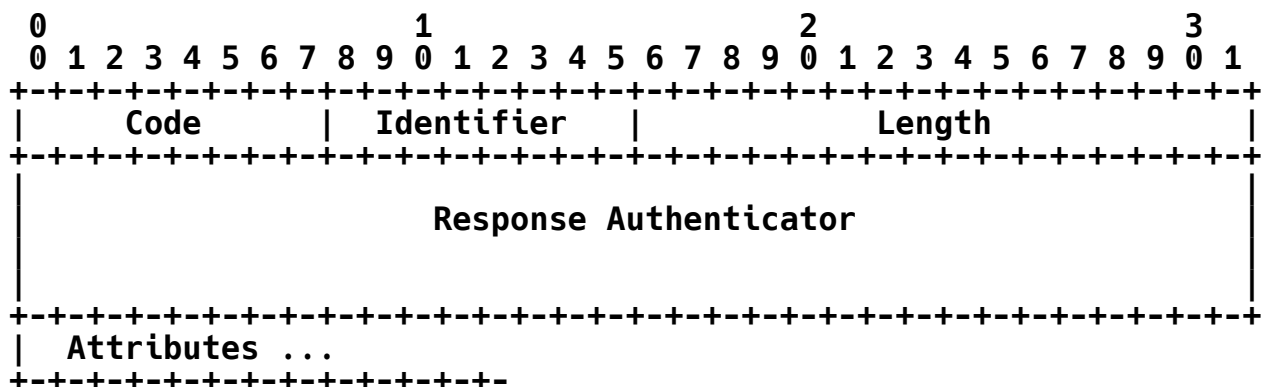 0                   1                   2                   3
 0 1 2 3 4 5 6 7 8 9 0 1 2 3 4 5 6 7 8 9 0 1 2 3 4 5 6 7 8 9 0 1
+-+-+-+-+-+-+-+-+-+-+-+-+-+-+-+-+-+-+-+-+-+-+-+-+-+-+-+-+-+-+-+-+
|     Code      |  Identifier   |            Length             |
+-+-+-+-+-+-+-+-+-+-+-+-+-+-+-+-+-+-+-+-+-+-+-+-+-+-+-+-+-+-+-+-+
|                                                               |
|                     Response Authenticator                    |
|                                                               |
|                                                               |
+-+-+-+-+-+-+-+-+-+-+-+-+-+-+-+-+-+-+-+-+-+-+-+-+-+-+-+-+-+-+-+-+
|  Attributes ...
+-+-+-+-+-+-+-+-+-+-+-+-+-